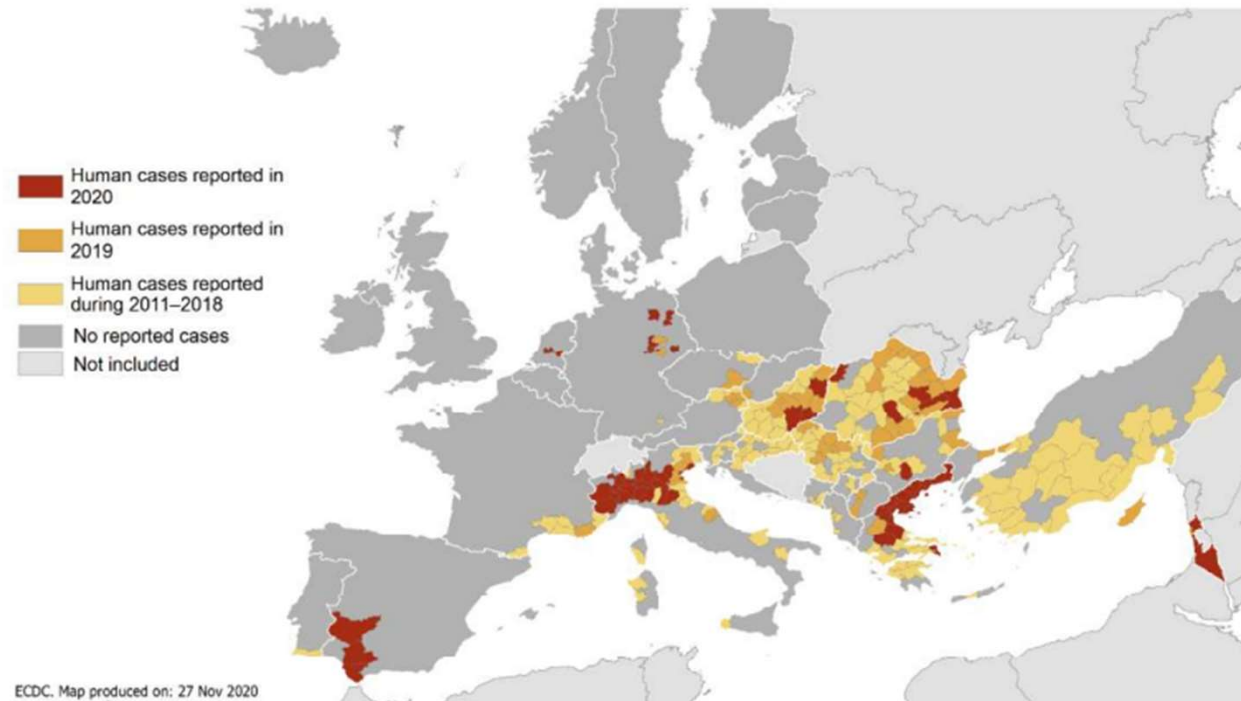 Human cases reported in
2020
Human cases reported in
2019
Human cases reported
during 2011–2018
No reported cases
Not included
ECDC. Map produced on: 27 Nov 2020